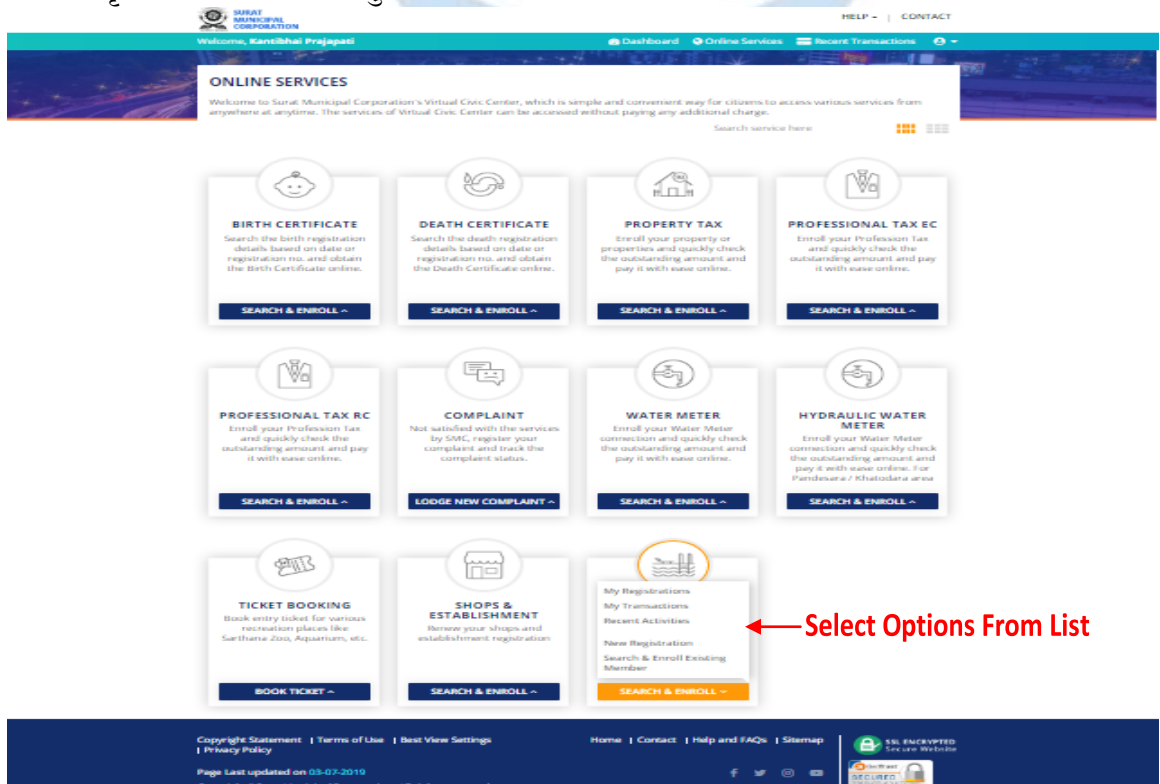 SURAT
MUNICIPAL
CORPORATION
HELP - | CONTACT
Welcome, Kantibhai Prajapati
Dashboard Online Services Recent Transactions
ONLINE SERVICES
Welcome to Surat Municipal Corporation's Virtual Civic Center, which is simple and convenient way for citizens to access various services from
anywhere at anytime. The services of Virtual Civic Center can be accessed without paying any additional charge.
Search service here
BIRTH CERTIFICATE
Search the birth registration
details based on date or
registration no. and obtain
the Birth Certificate online.
SEARCH & ENROLL
DEATH CERTIFICATE
Search the death registration
details based on date or
registration no. and obtain
the Death Certificate online.
SEARCH & ENROLL
PROPERTY TAX
Enroll your property or
properties and quickly check
the outstanding amount and
pay it with ease online.
SEARCH & ENROLL
PROFESSIONAL TAX EC
Enroll your Profession Tax
and quickly check the
outstanding amount and pay
it with ease online.
SEARCH & ENROLL
PROFESSIONAL TAX RC
Enroll your Profession Tax
and quickly check the
outstanding amount and pay
it with ease online.
SEARCH & ENROLL
COMPLAINT
Not satisfied with the services
by SMC, register your
complaint and track the
complaint status.
LODGE NEW COMPLAINT
WATER METER
Enroll your Water Meter
connection and quickly check
the outstanding amount and
pay it with ease online.
SEARCH & ENROLL
HYDRAULIC WATER
METER
Enroll your Water Meter
connection and quickly check
the outstanding amount and
pay it with ease online. For
Pandesara / Khatodara area
SEARCH & ENROLL
TICKET BOOKING
Book entry ticket for various
recreation places like
Sarthana Zoo, Aquarium, etc.
BOOK TICKET
SHOPS &
ESTABLISHMENT
Renew your shops and
establishment registration
SEARCH & ENROLL
My Registrations
My Transactions
Recent Activities
New Registration
Search & Enroll Existing
Member
SEARCH & ENROLL
Select Options From List
Copyright Statement | Terms of Use | Best View Settings
| Privacy Policy
Home | Contact | Help and FAQs | Sitemap
SSL ENCRYPTED
Secure Website
Page Last updated on 03-07-2019
SECURED